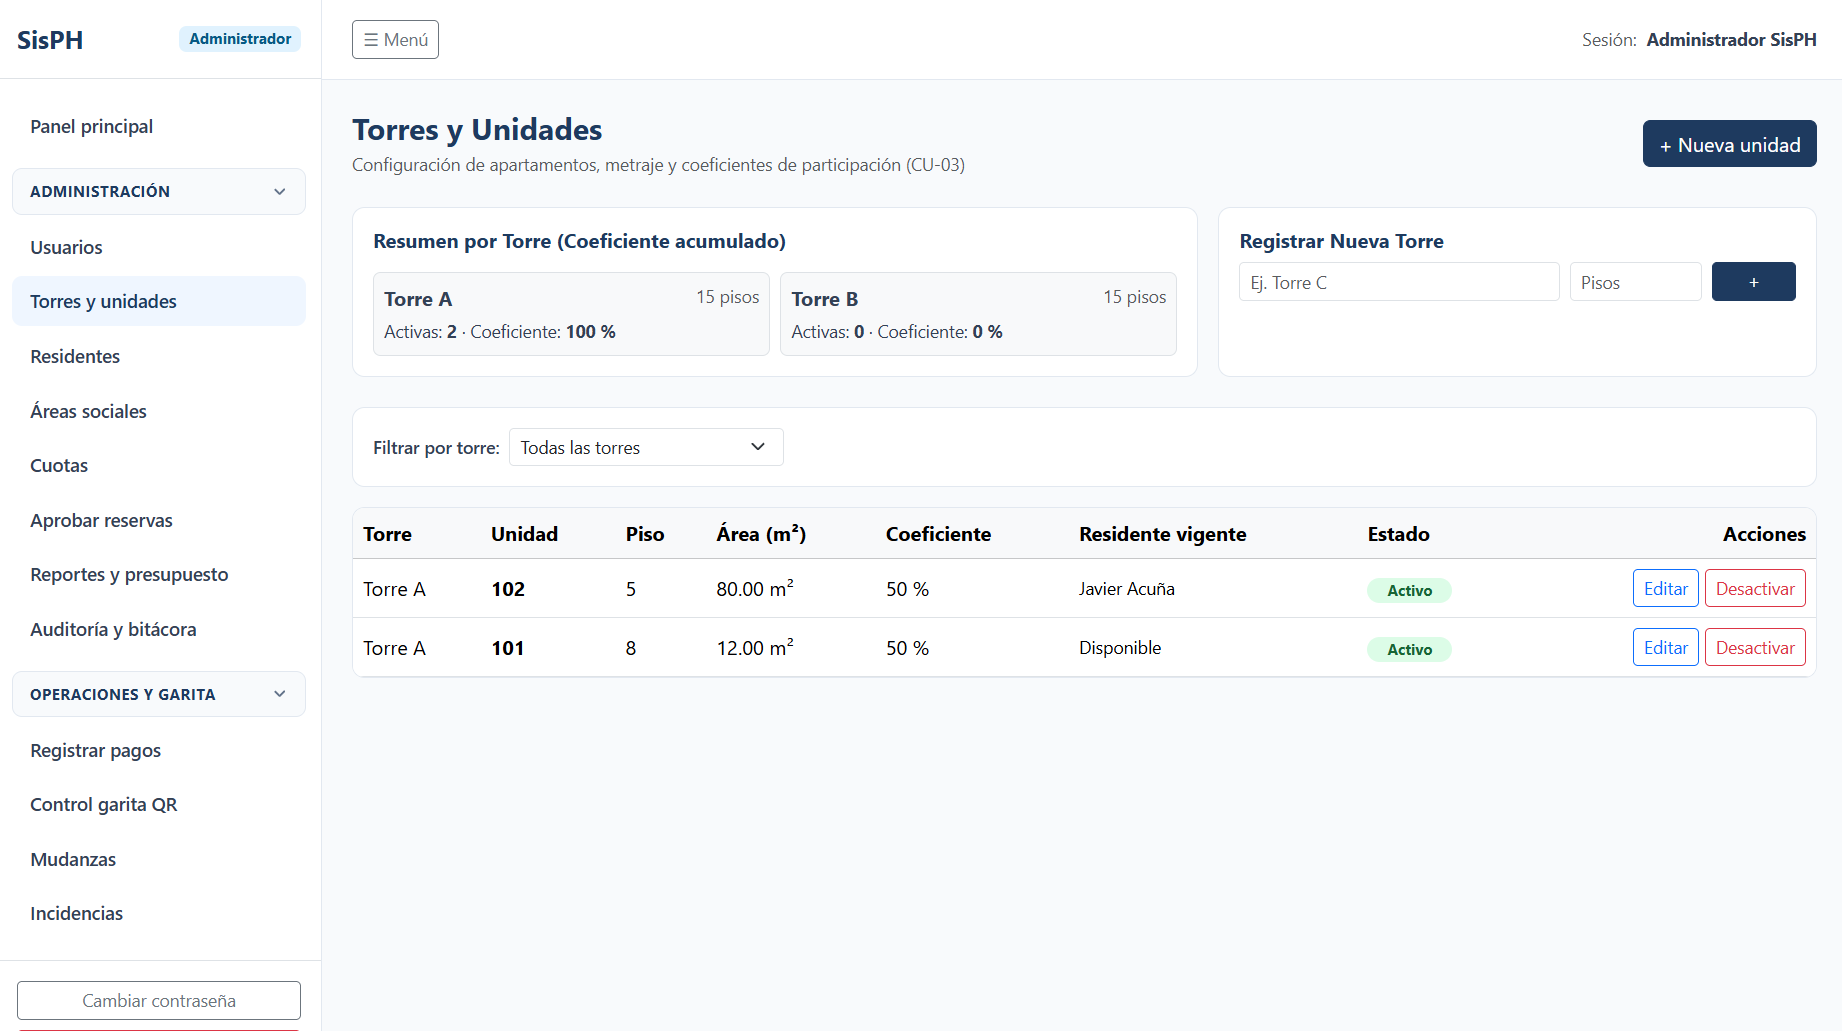 SisPH
Administrador
☰ Menú
Sesión: Administrador SisPH
Panel principal
ADMINISTRACIÓN
Usuarios
Torres y unidades
Residentes
Áreas sociales
Cuotas
Aprobar reservas
Reportes y presupuesto
Auditoría y bitácora
OPERACIONES Y GARITA
Registrar pagos
Control garita QR
Mudanzas
Incidencias
Cambiar contraseña
Torres y Unidades
Configuración de apartamentos, metraje y coeficientes de participación (CU-03)
+ Nueva unidad
Resumen por Torre (Coeficiente acumulado)
Torre A 15 pisos
Activas: 2 · Coeficiente: 100 %
Torre B 15 pisos
Activas: 0 · Coeficiente: 0 %
Registrar Nueva Torre
Ej. Torre C Pisos +
Filtrar por torre: Todas las torres
Torre Unidad Piso Área (m²) Coeficiente Residente vigente Estado Acciones
Torre A 102 5 80.00 m² 50 % Javier Acuña Activo Editar Desactivar
Torre A 101 8 12.00 m² 50 % Disponible Activo Editar Desactivar